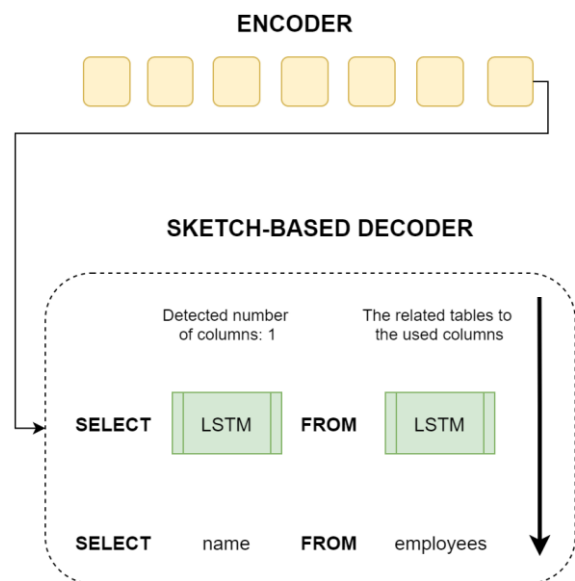 ENCODER
SKETCH-BASED DECODER
Detected number
of columns: 1
The related tables to
the used columns
SELECT LSTM FROM LSTM
SELECT name FROM employees